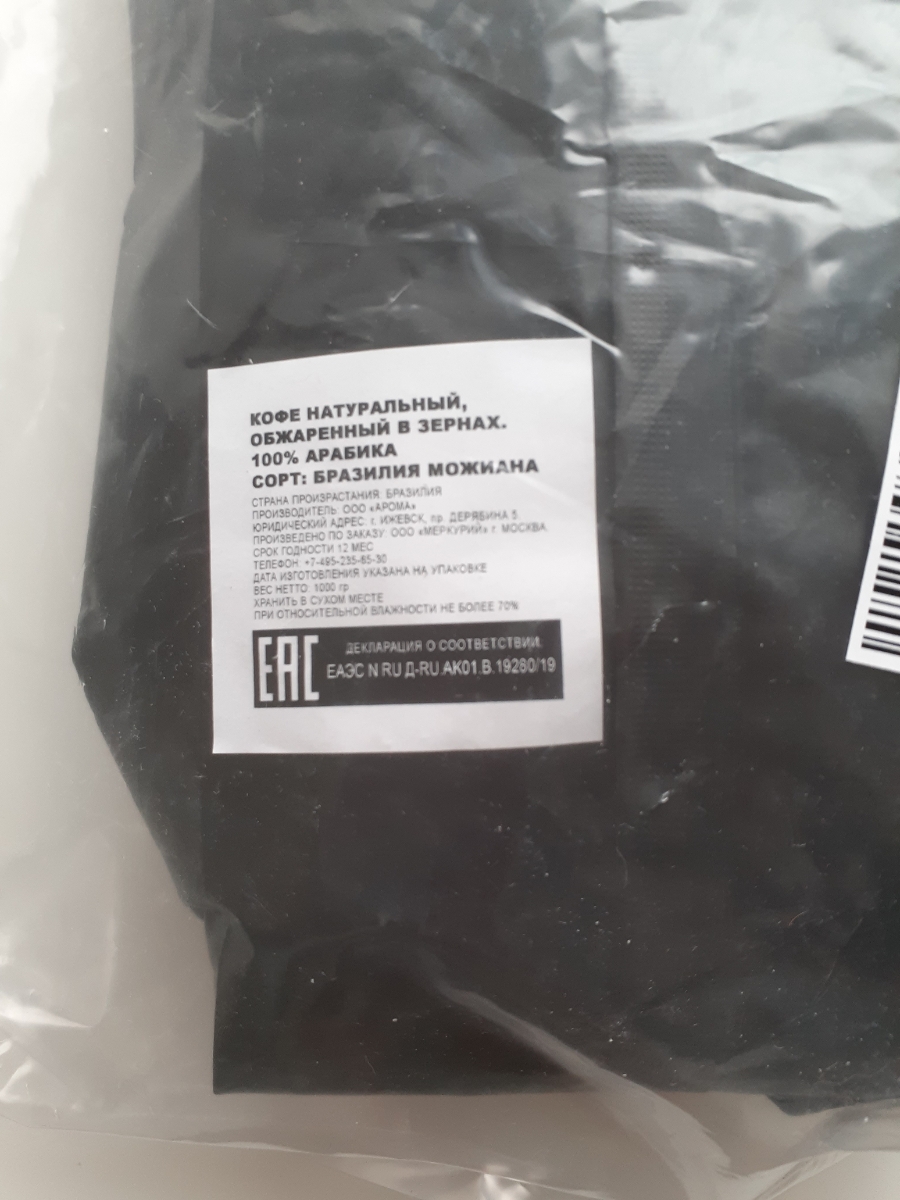 КОФЕ НАТУРАЛЬНЫЙ,
ОБЖАРЕННЫЙ В ЗЕРНАХ.
100% АРАБИКА
СОРТ: БРАЗИЛИЯ МОЖИАНА
СТРАНА ПРОИЗРАСТАНИЯ: БРАЗИЛИЯ
ПРОИЗВОДИТЕЛЬ: ООО «АРОМА»
ЮРИДИЧЕСКИЙ АДРЕС: г. ИЖЕВСК, пр. ДЕРЯБИНА 5.
ПРОИЗВЕДЕНО ПО ЗАКАЗУ: ООО «МЕРКУРИЙ» г. МОСКВА.
СРОК ГОДНОСТИ 12 МЕС
ТЕЛЕФОН: +7-495-235-65-30
ДАТА ИЗГОТОВЛЕНИЯ УКАЗАНА НА УПАКОВКЕ
ВЕС НЕТТО: 1000 гр
ХРАНИТЬ В СУХОМ МЕСТЕ
ПРИ ОТНОСИТЕЛЬНОЙ ВЛАЖНОСТИ НЕ БОЛЕЕ 70%
ЕАС ДЕКЛАРАЦИЯ О СООТВЕТСТВИИ.
ЕАЭС N RU Д-RU.АК01.В.19280/19